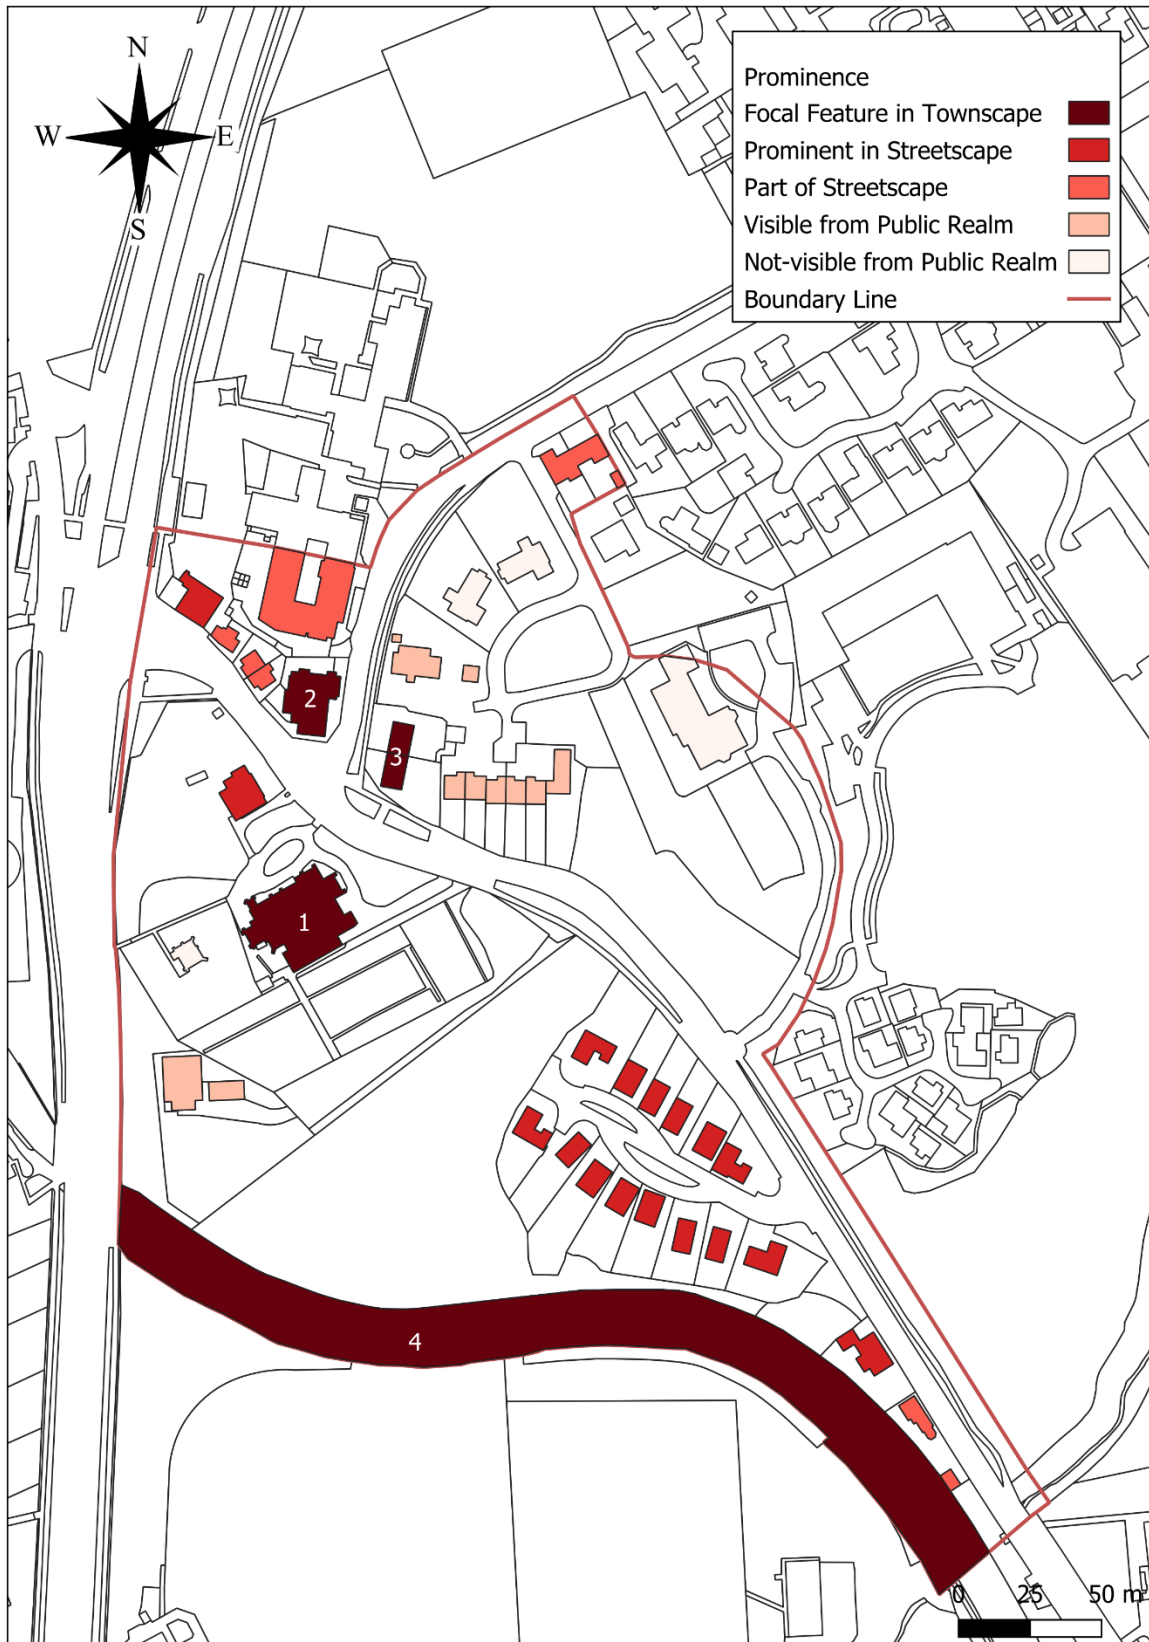 N
W E
S
Prominence
Focal Feature in Townscape
Prominent in Streetscape
Part of Streetscape
Visible from Public Realm
Not-visible from Public Realm
Boundary Line
2
3
1
4
0 25 50 m